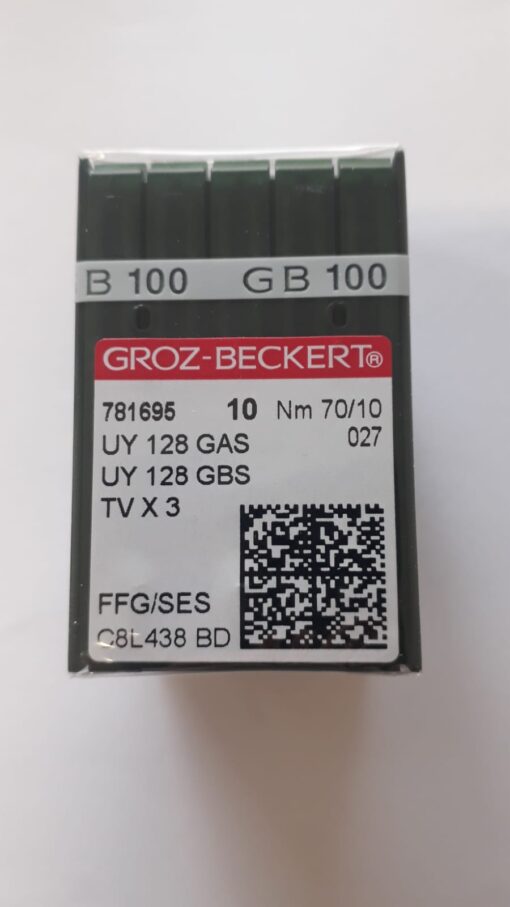 B 100 GB 100
GROZ-BECKERT®
781695 10 Nm 70/10
UY 128 GAS 027
UY 128 GBS
TV X 3
FFG/SES
C8L438 BD